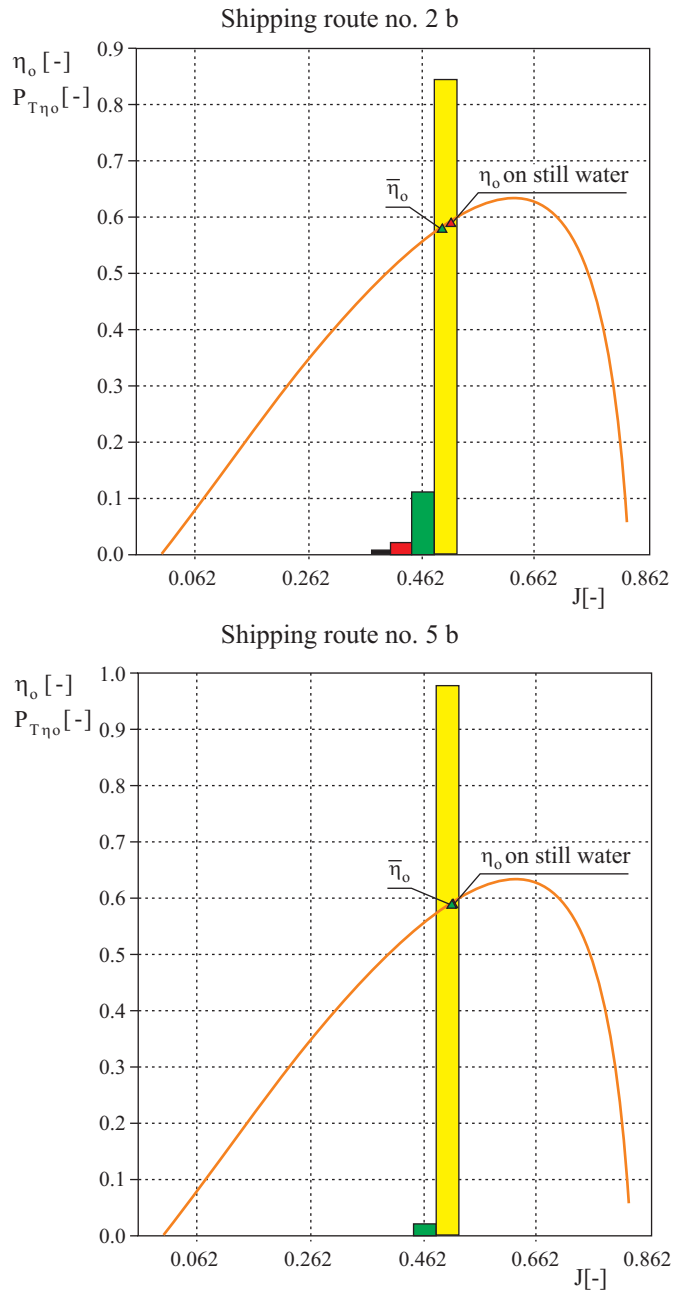 Shipping route no. 2 b
η₀ [-]
P_Tη₀ [-]
0.9
0.8
0.7
0.6
0.5
0.4
0.3
0.2
0.1
0.0
η̅₀
η₀ on still water
0.062 0.262 0.462 0.662 0.862
J[-]
Shipping route no. 5 b
η₀ [-]
P_Tη₀ [-]
1.0
0.9
0.8
0.7
0.6
0.5
0.4
0.3
0.2
0.1
0.0
η̅₀
η₀ on still water
0.062 0.262 0.462 0.662 0.862
J[-]